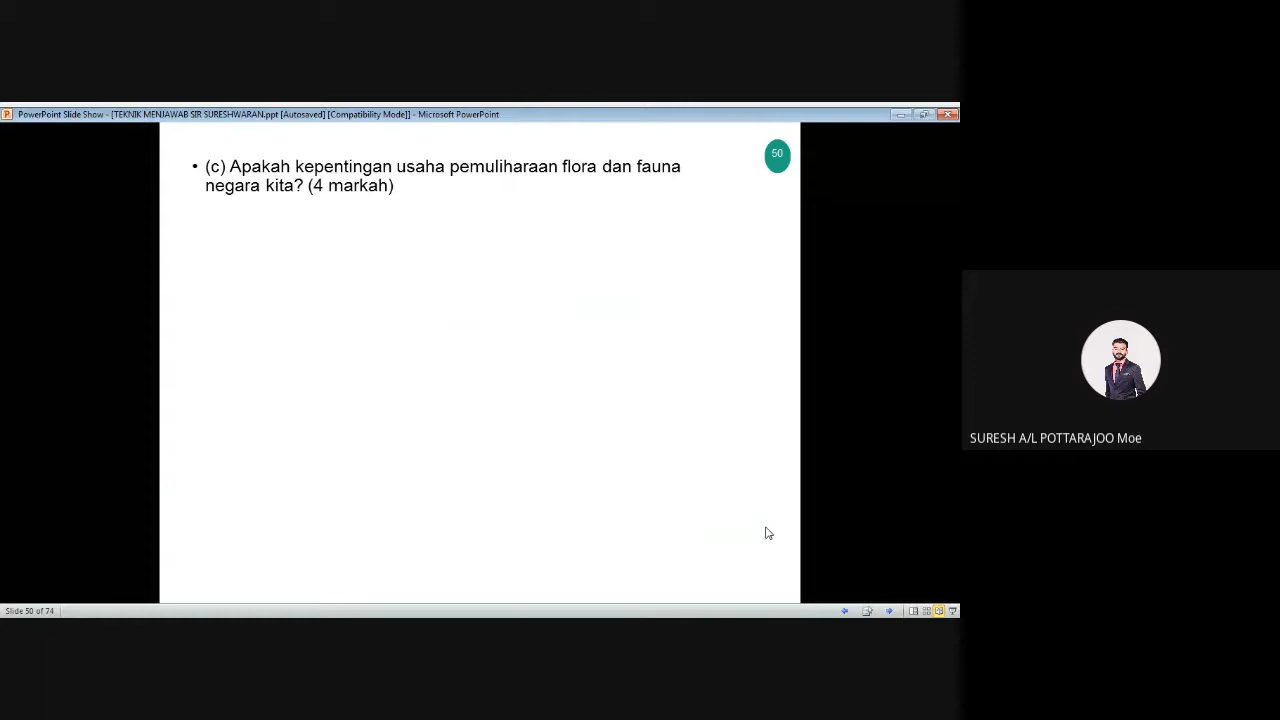 PowerPoint Slide Show - [TEKNIK MENJAWAB SIR SURESHWARAN.ppt [Autosaved] [Compatibility Mode]] - Microsoft PowerPoint
50
• (c) Apakah kepentingan usaha pemuliharaan flora dan fauna
negara kita? (4 markah)
SURESH A/L POTTARAJOO Moe
Slide 50 of 74